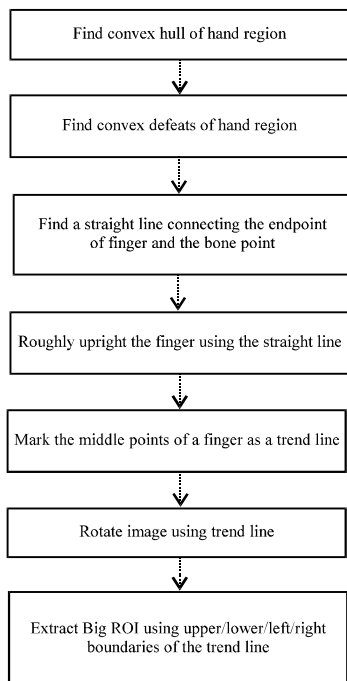 Find convex hull of hand region
Find convex defeats of hand region
Find a straight line connecting the endpoint
of finger and the bone point
Roughly upright the finger using the straight line
Mark the middle points of a finger as a trend line
Rotate image using trend line
Extract Big ROI using upper/lower/left/right
boundaries of the trend line